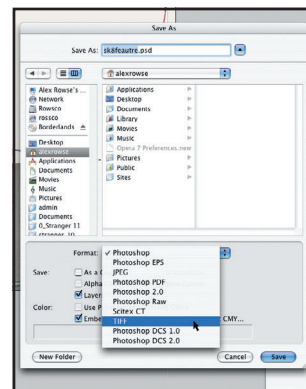 Save As
Save As: sk8feautre.psd
alexrowse
Alex Rowse's ...
Network
Rowsco
rossco
Borderlands
Desktop
alexrowse
Applications
Documents
Movies
Music
Pictures
admin
Documents
0_Stranger 11
stranger_10
Applications
Desktop
Documents
Library
Movies
Music
Opera 7 Preferences.new
Pictures
Public
Sites
Format: Photoshop
Photoshop EPS
JPEG
Photoshop PDF
Photoshop 2.0
Photoshop Raw
Scitex CT
TIFF
Photoshop DCS 1.0
Photoshop DCS 2.0
Save: As a
Alpha
Layer
Color: Use P
Embe CMY...
New Folder Cancel Save